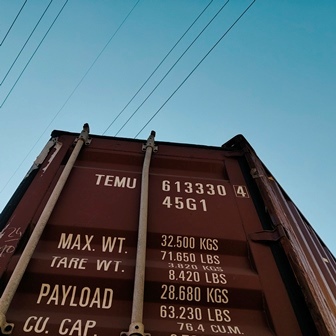 TEMU 613330 4
45G1
MAX. WT. 32.500 KGS
71.650 LBS
TARE WT. 3.820 KGS
8.420 LBS
PAYLOAD 28.680 KGS
63.230 LBS
CU. CAP. 76.4 CU.M.